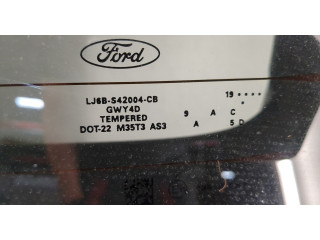 Ford
LJ6B-S42004-CB
GWY4D
TEMPERED
DOT-22 M35T3 AS3
19 ....
9 A C
A 5 D